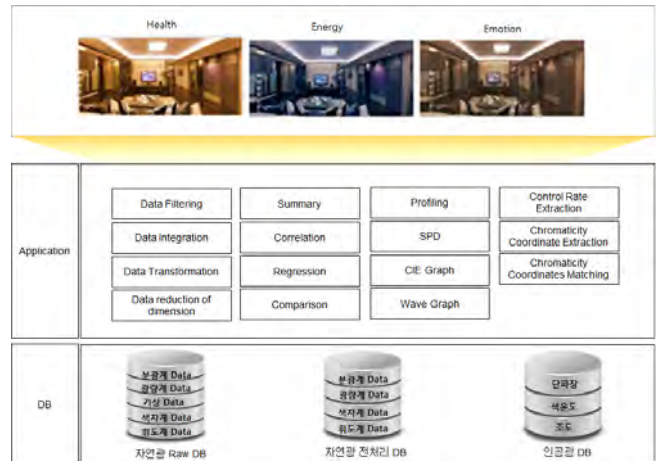 Health
Energy
Emotion
Application
Data Filtering
Data Integration
Data Transformation
Data reduction of
dimension
Summary
Correlation
Regression
Comparison
Profiling
SPD
CIE Graph
Wave Graph
Control Rate
Extraction
Chromaticity
Coordinate Extraction
Chromaticity
Coordinates Matching
DB
분광계 Data
광량계 Data
기상 Data
색차계 Data
휘도계 Data
자연광 Raw DB
분광계 Data
광량계 Data
색차계 Data
휘도계 Data
자연광 전처리 DB
단파장
색온도
조도
인공광 DB